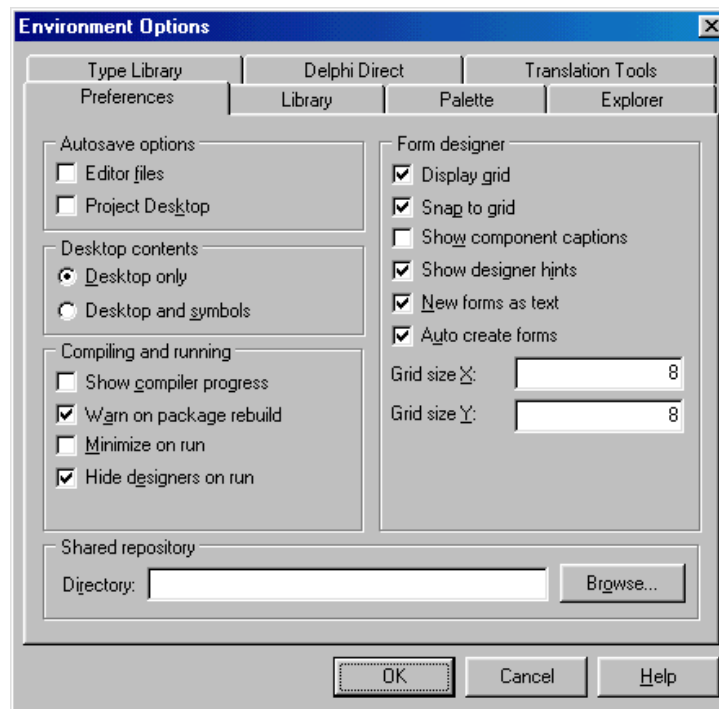 Environment Options
Type Library
Delphi Direct
Translation Tools
Preferences
Library
Palette
Explorer
Autosave options
Editor files
Project Desktop
Desktop contents
Desktop only
Desktop and symbols
Compiling and running
Show compiler progress
Warn on package rebuild
Minimize on run
Hide designers on run
Form designer
Display grid
Snap to grid
Show component captions
Show designer hints
New forms as text
Auto create forms
Grid size X: 8
Grid size Y: 8
Shared repository
Directory:
Browse...
OK
Cancel
Help